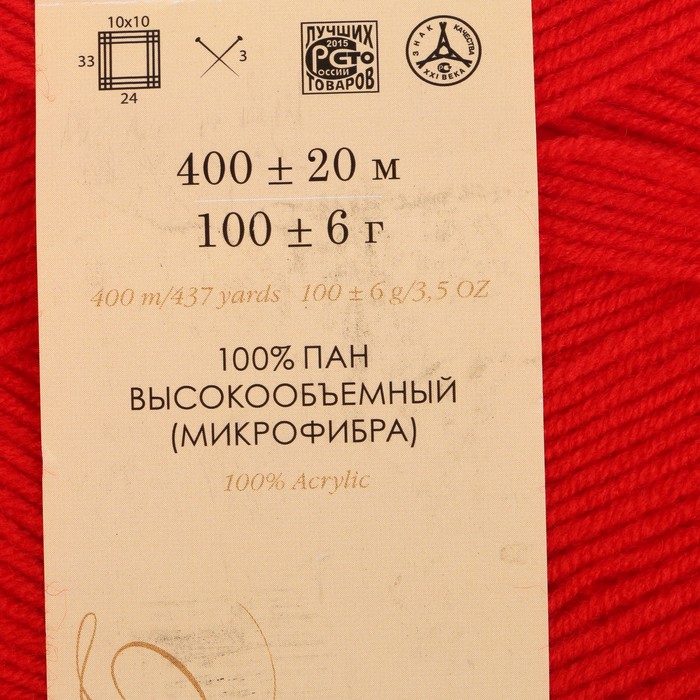 10x10
33
24
3
ЛУЧШИХ
2015
РСто
оссии
ТОВАРОВ
ЗНАК КАЧЕСТВА
XXI ВЕКА
400 ± 20 м
100 ± 6 г
400 m/437 yards 100 ± 6 g/3,5 OZ
100% ПАН
ВЫСОКООБЪЕМНЫЙ
(МИКРОФИБРА)
100% Acrylic